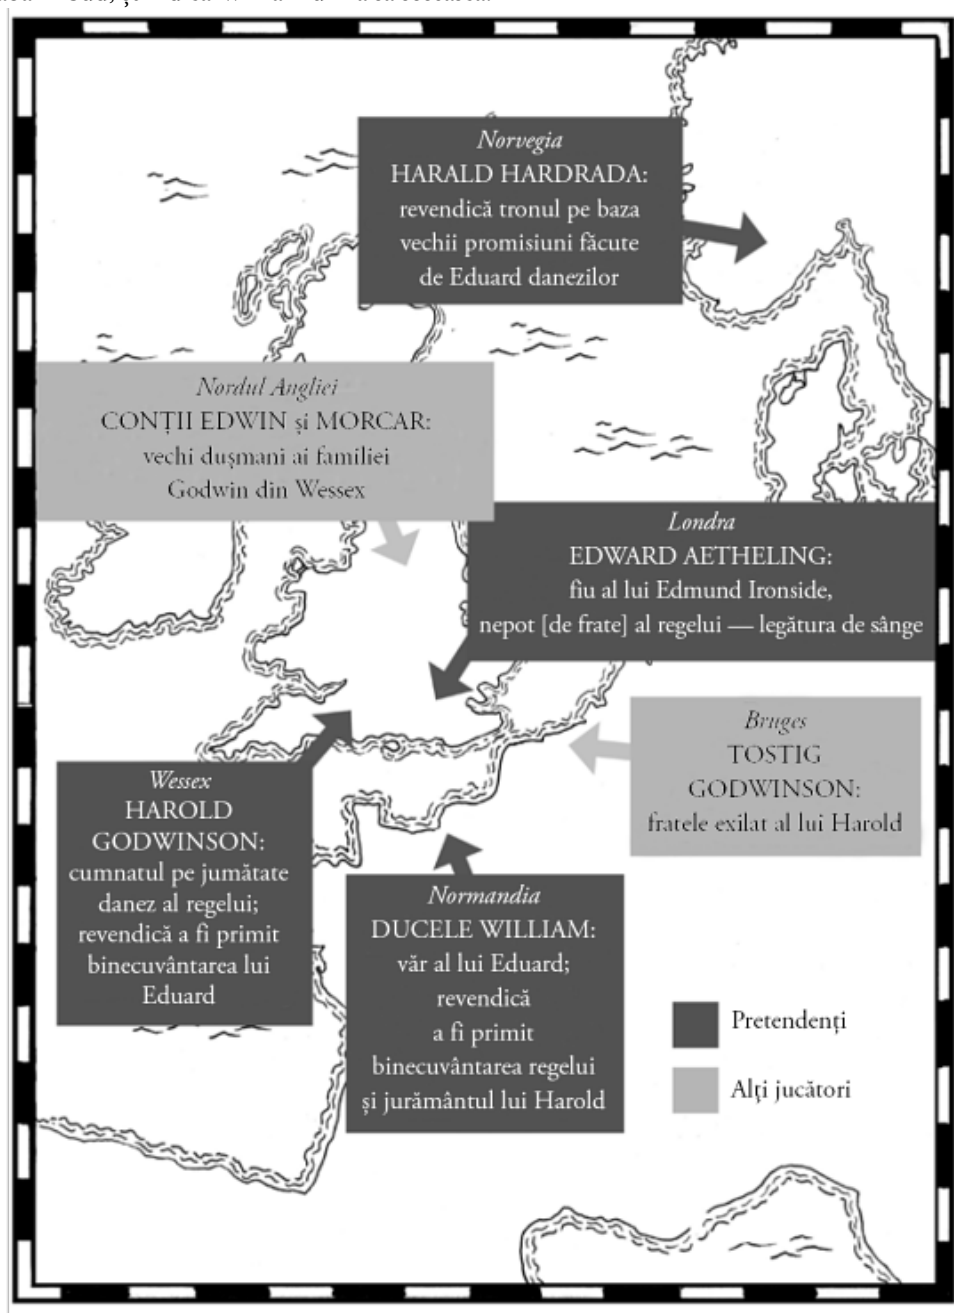 Norvegia
HARALD HARDRADA:
revendică tronul pe baza
vechii promisiuni făcute
de Eduard danezilor
Nordul Angliei
CONȚII EDWIN și MORCAR:
vechi dușmani ai familiei
Godwin din Wessex
Londra
EDWARD AETHELING:
fiu al lui Edmund Ironside,
nepot [de frate] al regelui — legătura de sânge
Bruges
TOSTIG
GODWINSON:
fratele exilat al lui Harold
Wessex
HAROLD
GODWINSON:
cumnatul pe jumătate
danez al regelui;
revendică a fi primit
binecuvântarea lui
Eduard
Normandia
DUCELE WILLIAM:
văr al lui Eduard;
revendică
a fi primit
binecuvântarea regelui
și jurământul lui Harold
Pretendenți
Alți jucători